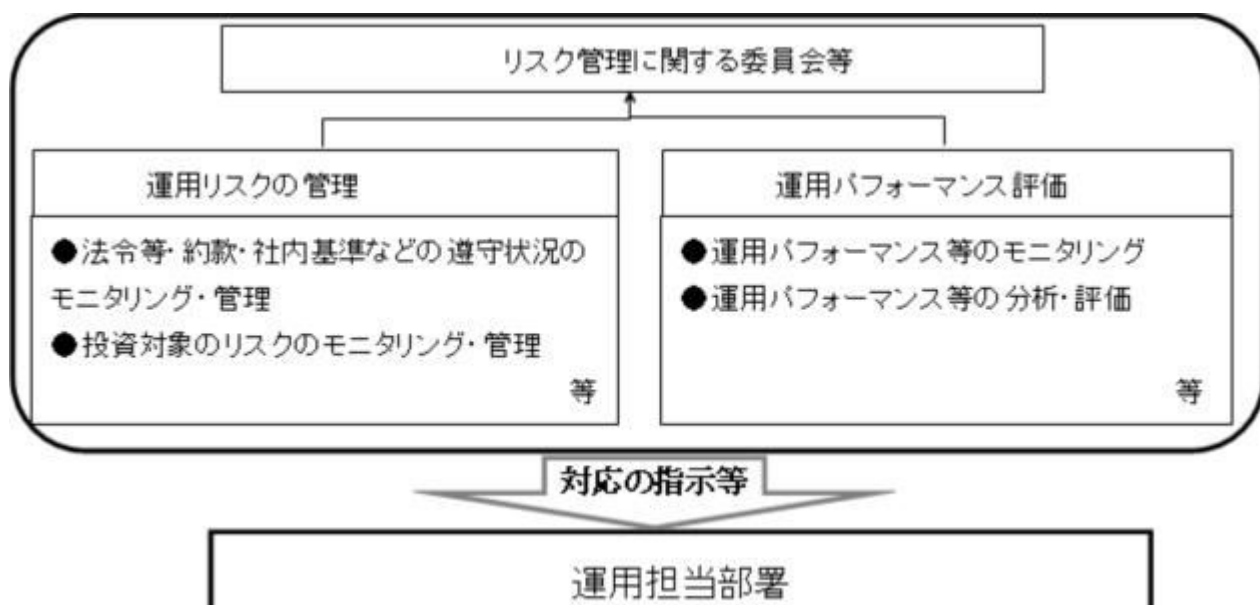 リスク管理に関する委員会等
運用リスクの管理
●法令等・約款・社内基準などの遵守状況の
モニタリング・管理
●投資対象のリスクのモニタリング・管理
等
運用パフォーマンス評価
●運用パフォーマンス等のモニタリング
●運用パフォーマンス等の分析・評価
等
対応の指示等
運用担当部署